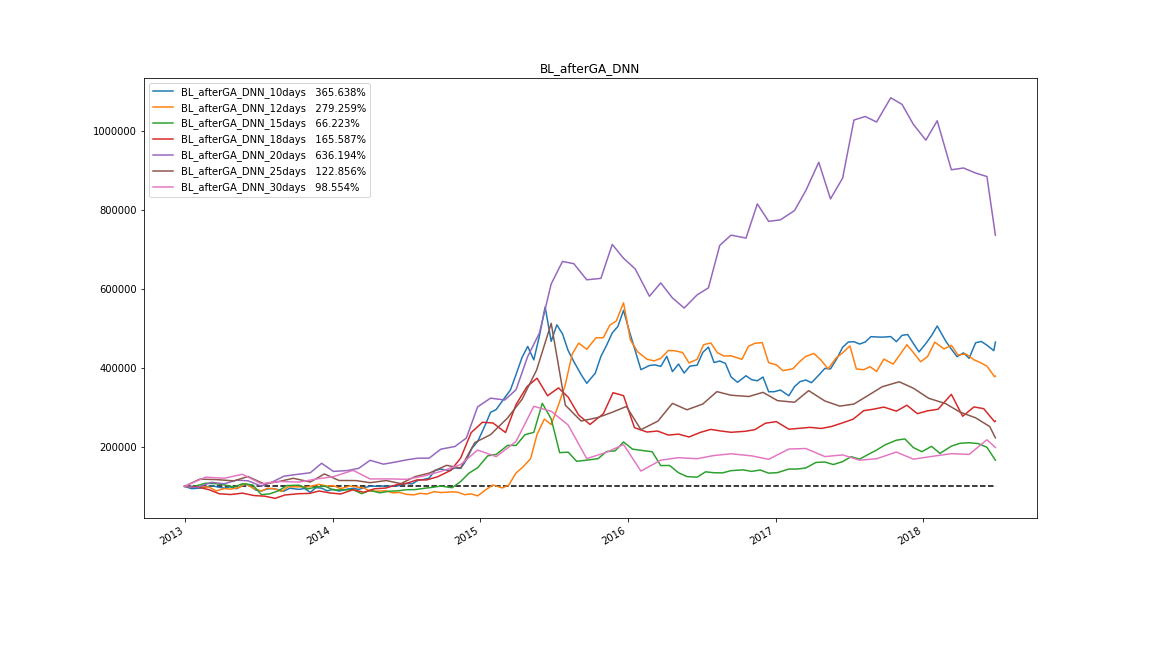 BL_afterGA_DNN
BL_afterGA_DNN_10days 365.638%
BL_afterGA_DNN_12days 279.259%
BL_afterGA_DNN_15days 66.223%
BL_afterGA_DNN_18days 165.587%
BL_afterGA_DNN_20days 636.194%
BL_afterGA_DNN_25days 122.856%
BL_afterGA_DNN_30days 98.554%
1000000
800000
600000
400000
200000
2013 2014 2015 2016 2017 2018